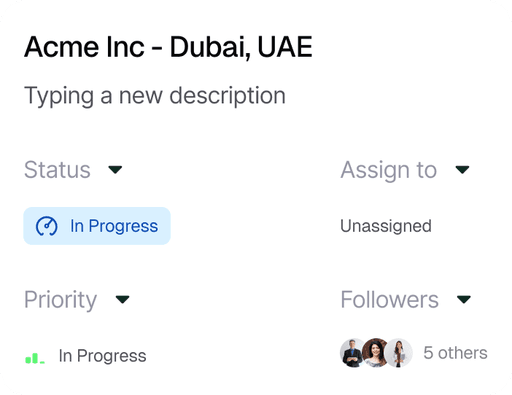 Acme Inc - Dubai, UAE
Typing a new description
Status
Assign to
In Progress
Unassigned
Priority
Followers
In Progress
5 others